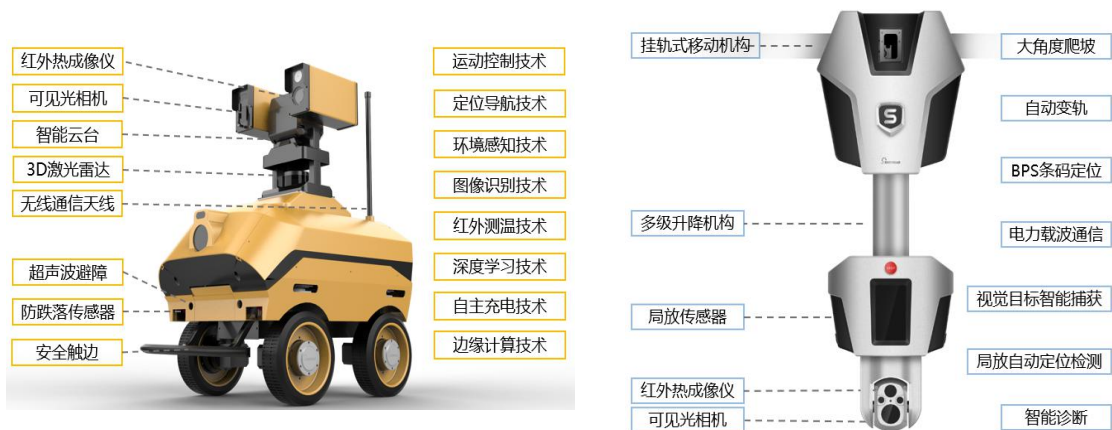 红外热成像仪
可见光相机
智能云台
3D激光雷达
无线通信天线
超声波避障
防跌落传感器
安全触边
运动控制技术
定位导航技术
环境感知技术
图像识别技术
红外测温技术
深度学习技术
自主充电技术
边缘计算技术
挂轨式移动机构
多级升降机构
局放传感器
红外热成像仪
可见光相机
S
大角度爬坡
自动变轨
BPS条码定位
电力载波通信
视觉目标智能捕获
局放自动定位检测
智能诊断